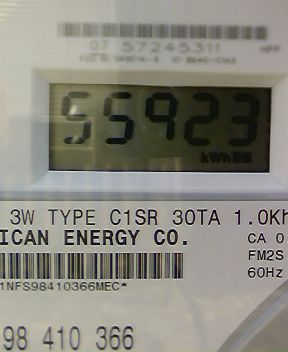 07 57245311
55923
kWh
3W TYPE C1SR 30TA 1.0Kh
ICAN ENERGY CO.
CA 0
FM2S
60Hz
1NFS98410366MEC*
98 410 366